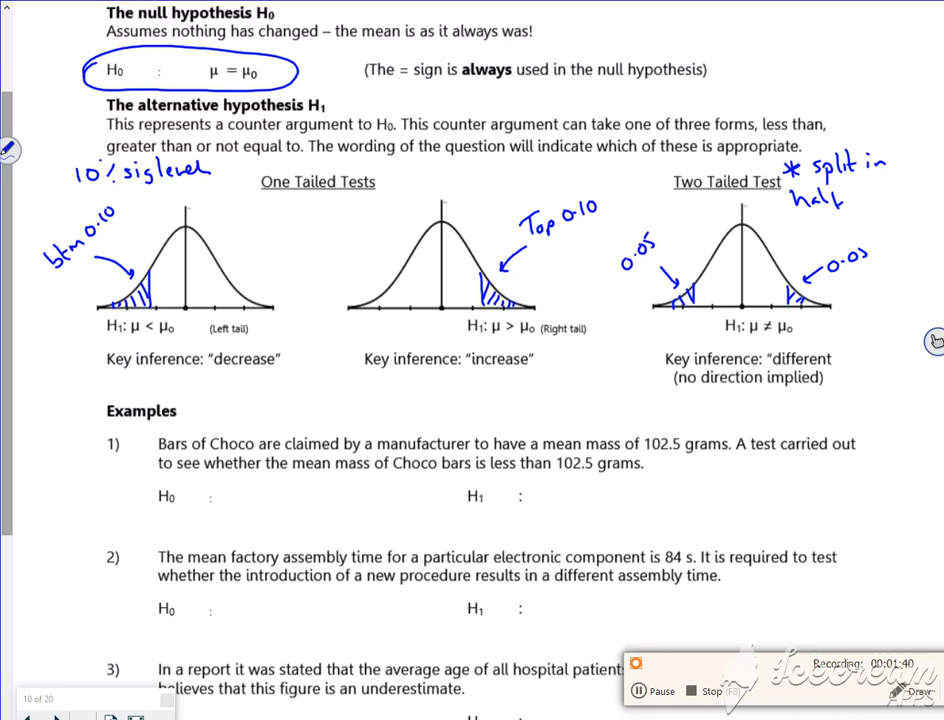 The null hypothesis H₀
Assumes nothing has changed – the mean is as it always was!
H₀ : μ = μ₀ (The = sign is always used in the null hypothesis)
The alternative hypothesis H₁
This represents a counter argument to H₀. This counter argument can take one of three forms, less than,
greater than or not equal to. The wording of the question will indicate which of these is appropriate.
10% sig level
One Tailed Tests
Two Tailed Test
* split in
half
btm 0.10
Top 0.10
0.05
0.05
H₁: μ < μ₀ (Left tail)
H₁: μ > μ₀ (Right tail)
H₁: μ ≠ μ₀
Key inference: "decrease"
Key inference: "increase"
Key inference: "different
(no direction implied)
Examples
1) Bars of Choco are claimed by a manufacturer to have a mean mass of 102.5 grams. A test carried out
to see whether the mean mass of Choco bars is less than 102.5 grams.
H₀ : H₁ :
2) The mean factory assembly time for a particular electronic component is 84 s. It is required to test
whether the introduction of a new procedure results in a different assembly time.
H₀ : H₁ :
3) In a report it was stated that the average age of all hospital patient
believes that this figure is an underestimate.
10 of 20
Recording: 00:01:40
Pause Stop (F8) Draw
Icecream
APPS